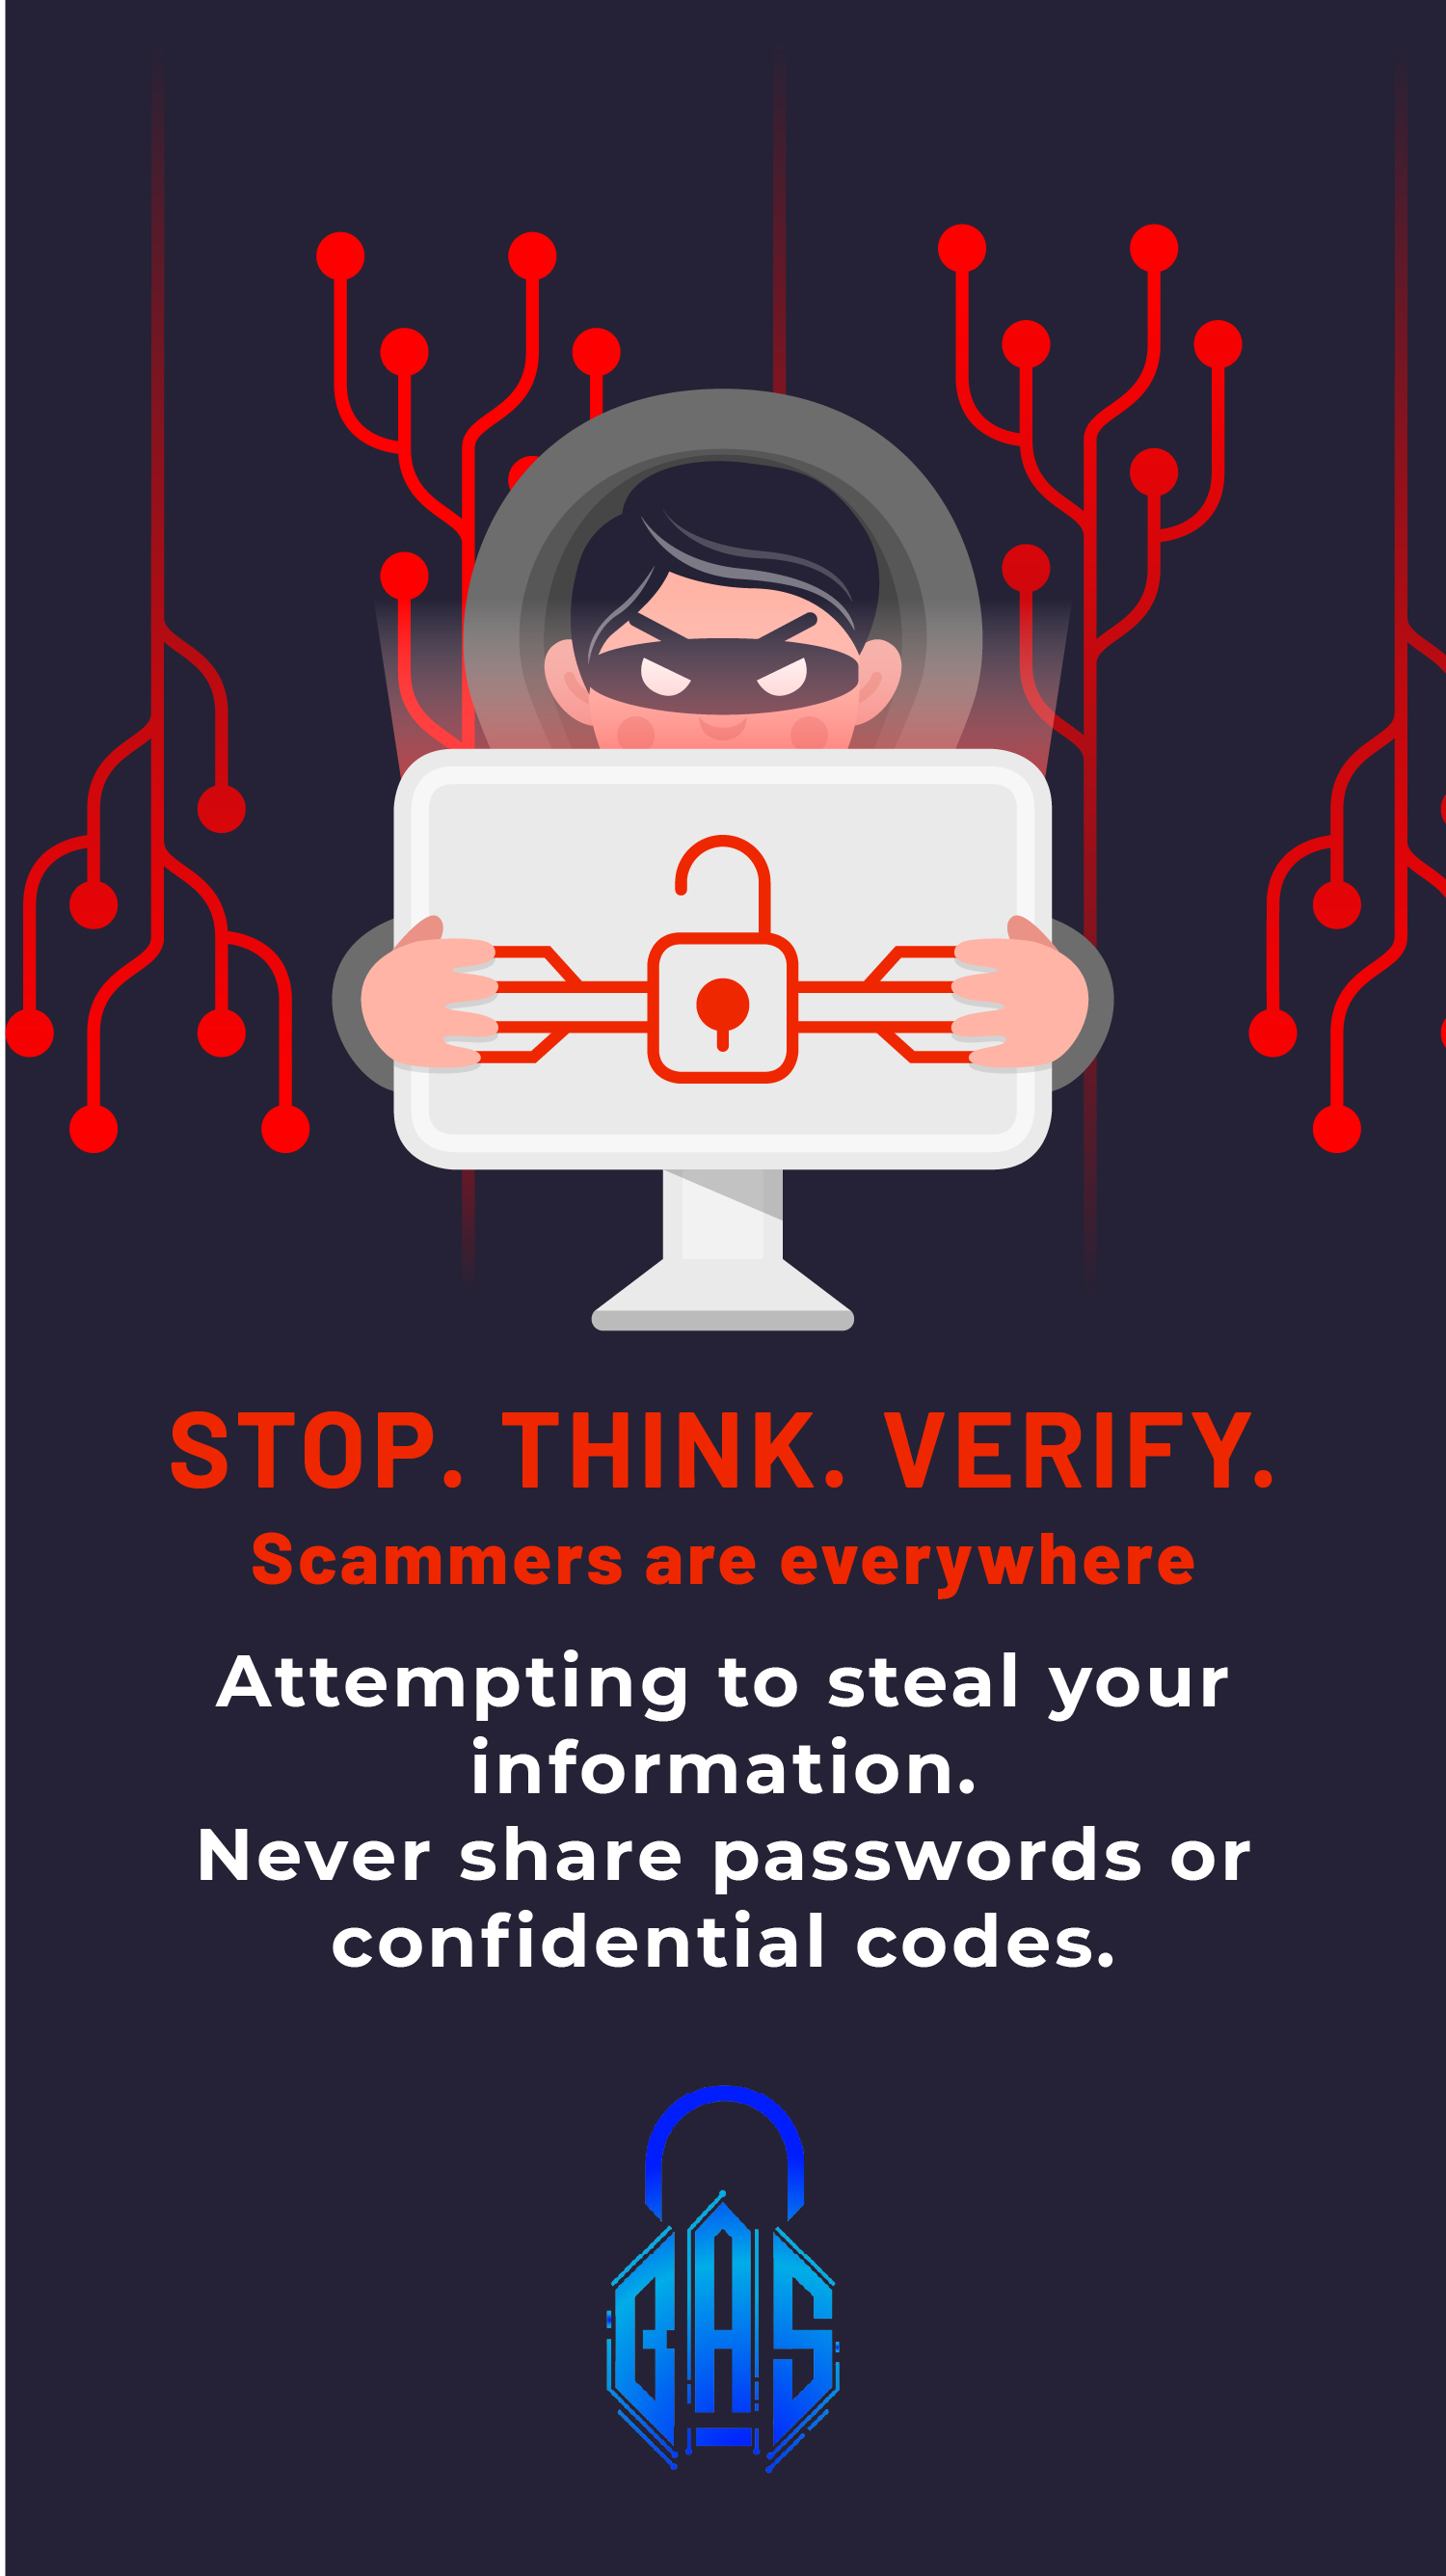 STOP. THINK. VERIFY.
Scammers are everywhere
Attempting to steal your
information.
Never share passwords or
confidential codes.
BAS